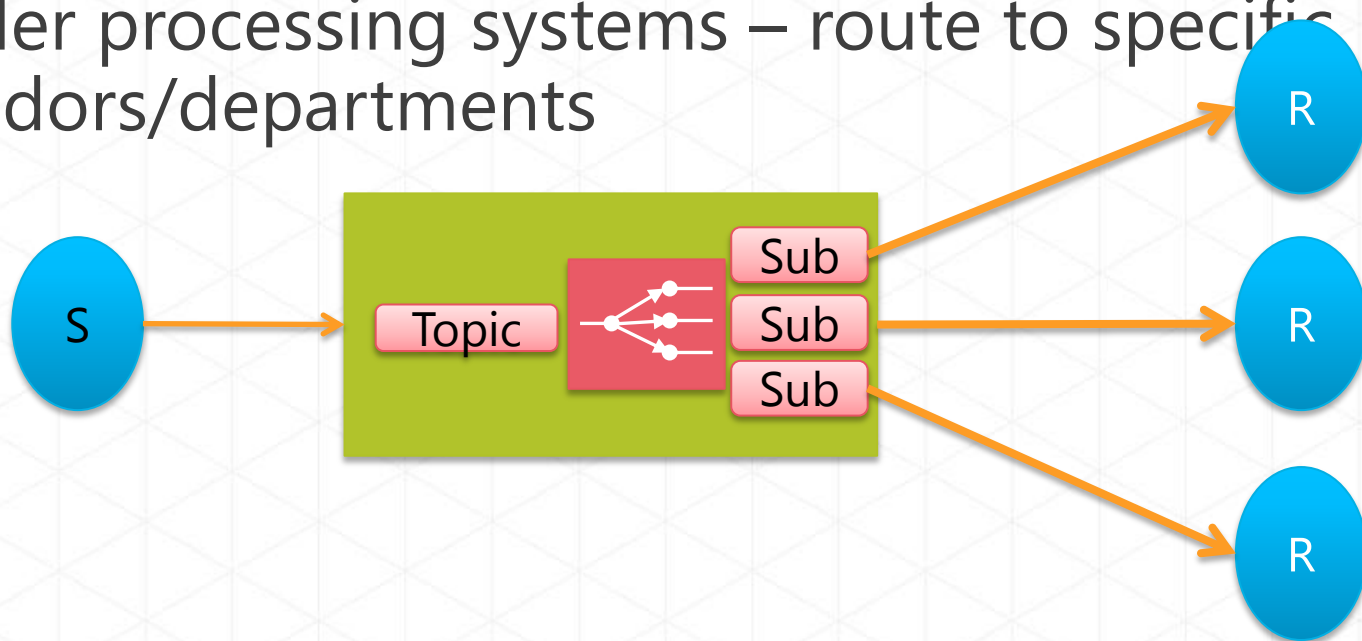 ler processing systems – route to specific
dors/departments
R
Sub
S
Topic
Sub
R
Sub
R